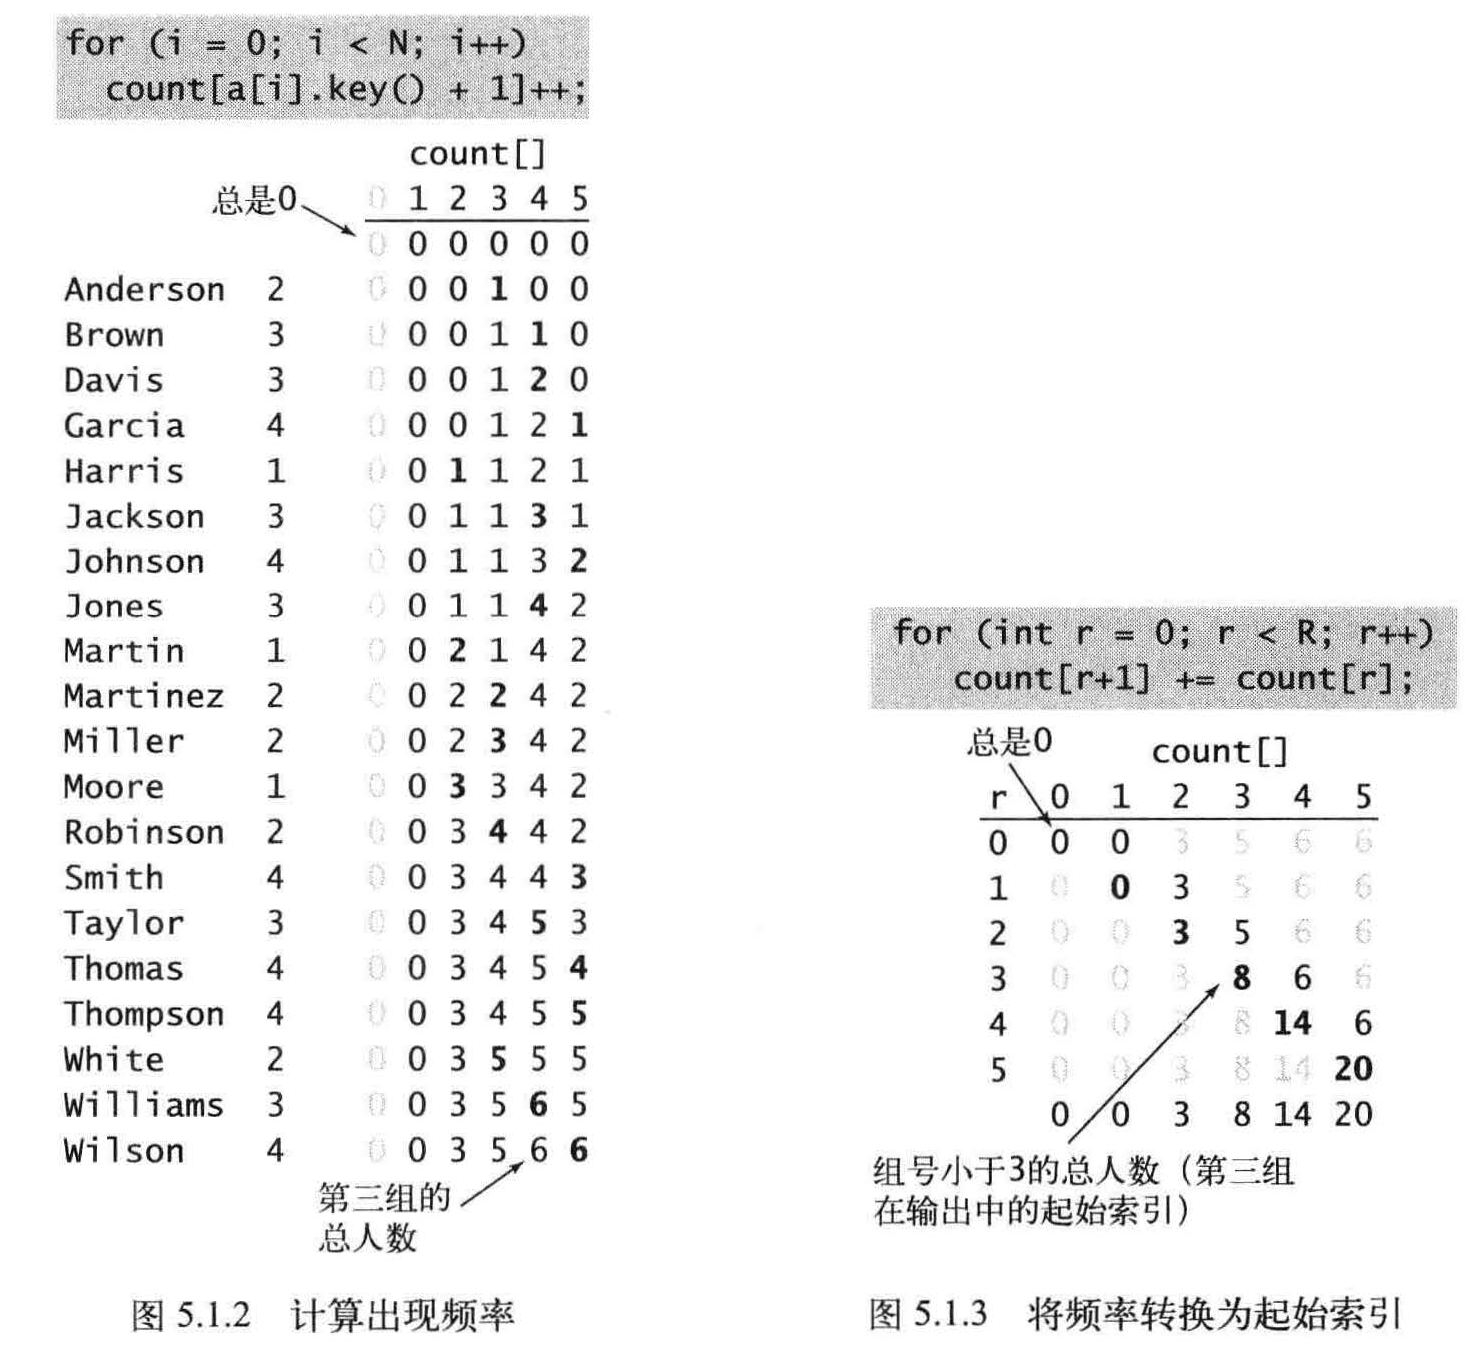 for (i = 0; i < N; i++)
count[a[i].key() + 1]++;
count[]
总是0
0 1 2 3 4 5
0 0 0 0 0 0
Anderson 2 0 0 0 1 0 0
Brown 3 0 0 0 1 1 0
Davis 3 0 0 0 1 2 0
Garcia 4 0 0 0 1 2 1
Harris 1 0 0 1 1 2 1
Jackson 3 0 0 1 1 3 1
Johnson 4 0 0 1 1 3 2
Jones 3 0 0 1 1 4 2
Martin 1 0 0 2 1 4 2
Martinez 2 0 0 2 2 4 2
Miller 2 0 0 2 3 4 2
Moore 1 0 0 3 3 4 2
Robinson 2 0 0 3 4 4 2
Smith 4 0 0 3 4 4 3
Taylor 3 0 0 3 4 5 3
Thomas 4 0 0 3 4 5 4
Thompson 4 0 0 3 4 5 5
White 2 0 0 3 5 5 5
Williams 3 0 0 3 5 6 5
Wilson 4 0 0 3 5 6 6
第三组的
总人数
图 5.1.2 计算出现频率
for (int r = 0; r < R; r++)
count[r+1] += count[r];
总是0
count[]
r 0 1 2 3 4 5
0 0 0 3 5 6 6
1 0 0 3 5 6 6
2 0 0 3 5 6 6
3 0 0 3 8 6 6
4 0 0 3 8 14 6
5 0 0 3 8 14 20
0 0 3 8 14 20
组号小于3的总人数（第三组
在输出中的起始索引）
图 5.1.3 将频率转换为起始索引